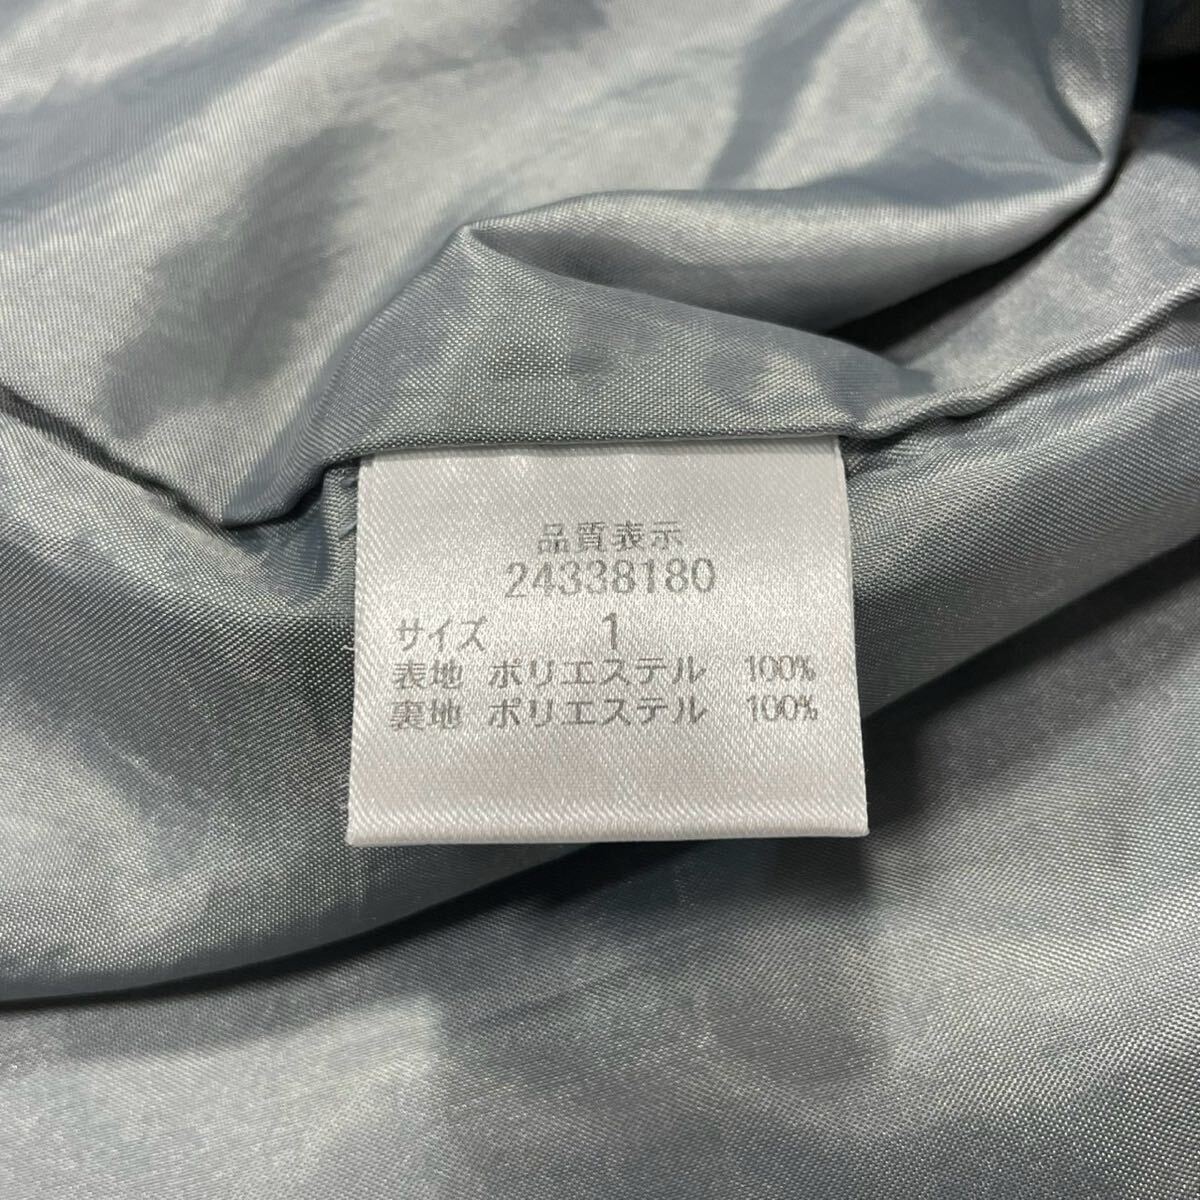 品質表示
24338180
サイズ 1
表地 ポリエステル 100%
裏地 ポリエステル 100%